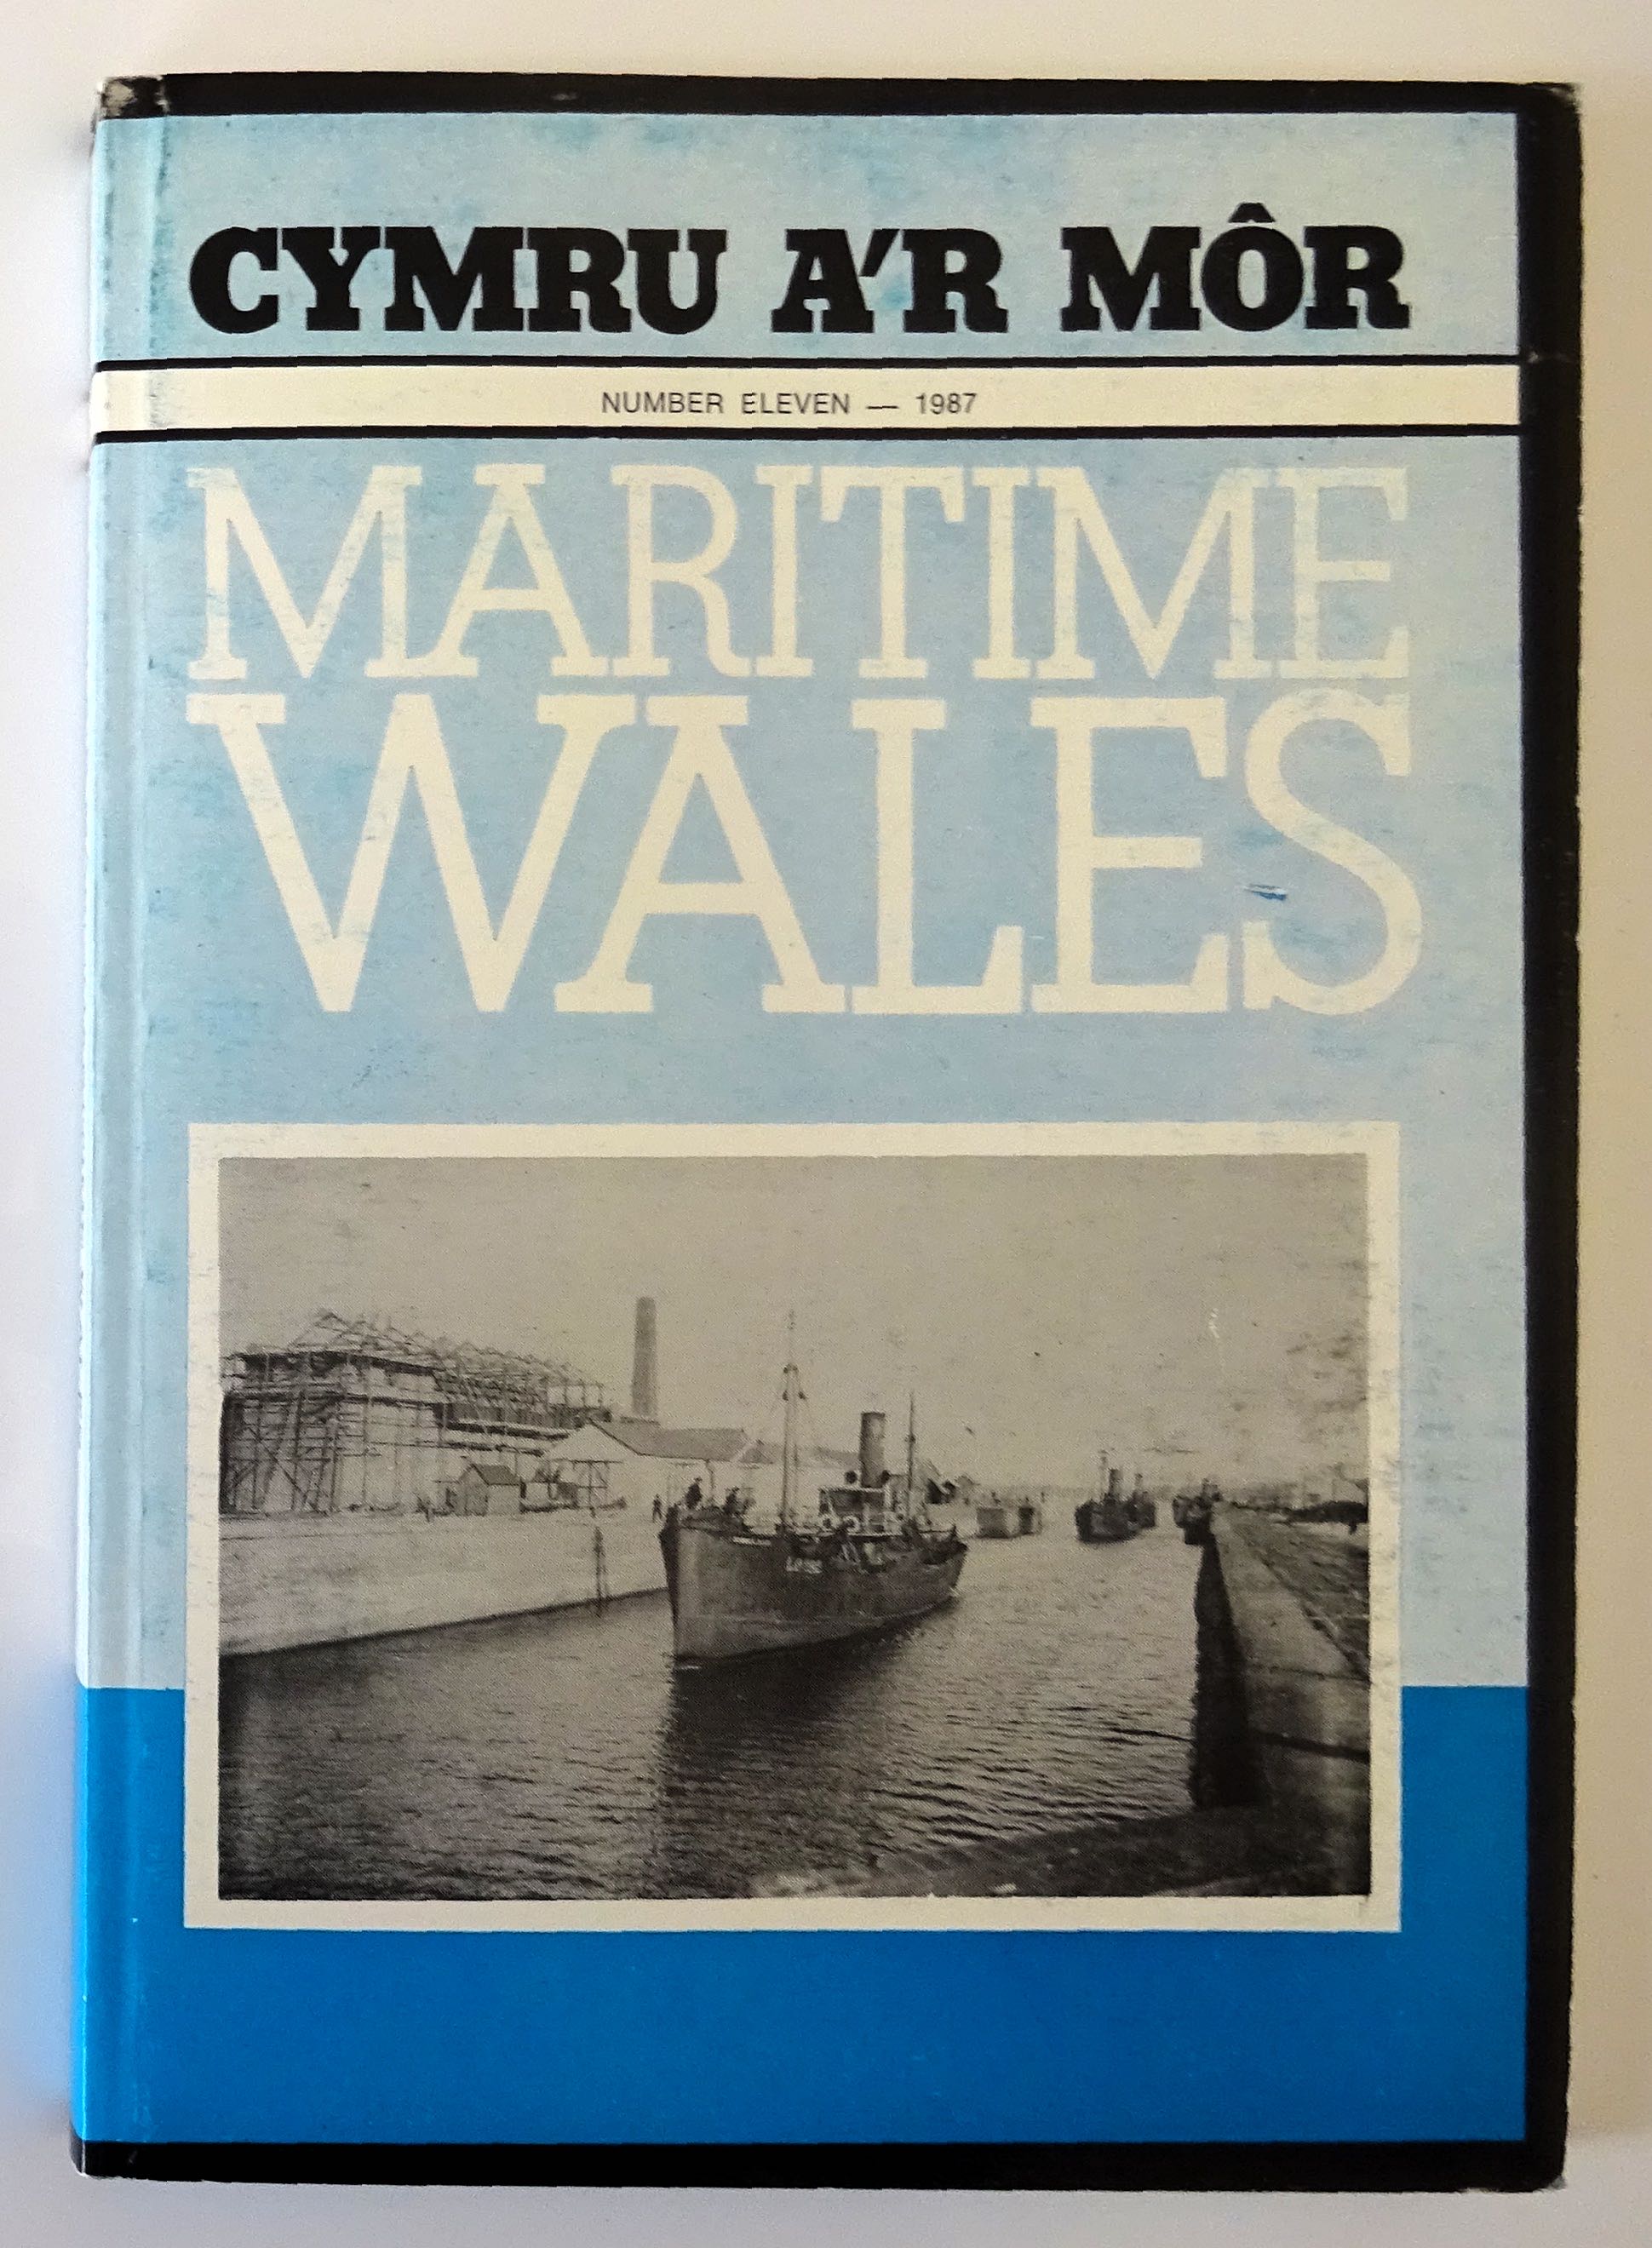 CYMRU A'R MÔR
NUMBER ELEVEN — 1987
MARITIME
WALES